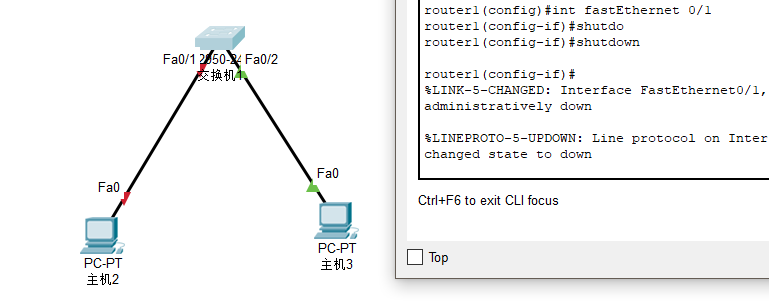 Fa0/1
2950-24
Fa0/2
交换机1
Fa0
Fa0
PC-PT
主机2
PC-PT
主机3
router1(config)#int fastEthernet 0/1
router1(config-if)#shutdo
router1(config-if)#shutdown
router1(config-if)#
%LINK-5-CHANGED: Interface FastEthernet0/1,
administratively down
%LINEPROTO-5-UPDOWN: Line protocol on Inter
changed state to down
Ctrl+F6 to exit CLI focus
Top